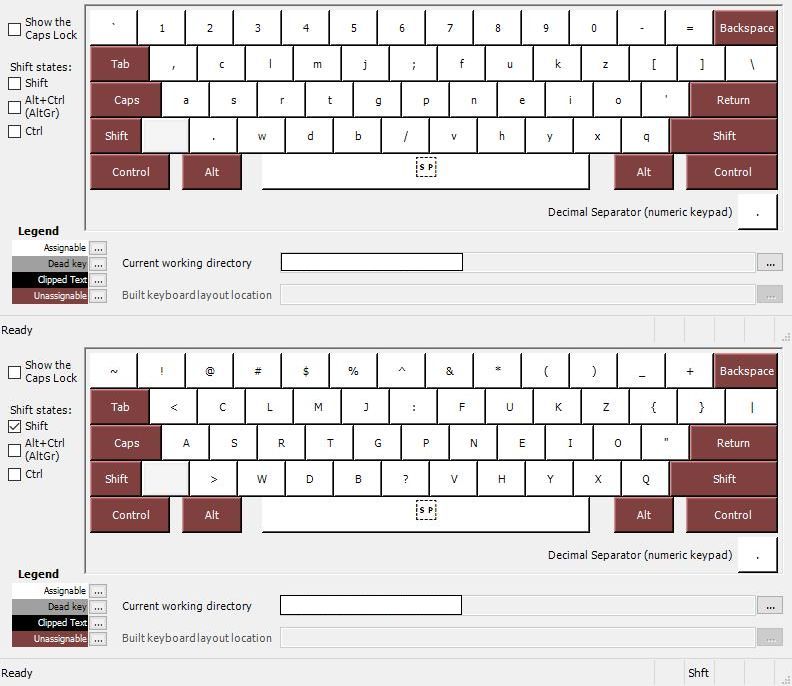 Show the
Caps Lock
` 1 2 3 4 5 6 7 8 9 0 - = Backspace
Tab , c l m j ; f u k z [ ] \
Shift states:
Shift
Caps a s r t g p n e i o ' Return
Alt+Ctrl
(AltGr)
Ctrl
Shift . w d b / v h y x q Shift
Control Alt SP Alt Control
Decimal Separator (numeric keypad) .
Legend
Assignable ...
Dead key ...
Current working directory ...
Clipped Text ...
Unassignable ...
Built keyboard layout location ...
Ready
Show the
Caps Lock
~ ! @ # $ % ^ & * ( ) _ + Backspace
Tab < C L M J : F U K Z { } |
Shift states:
Shift
Caps A S R T G P N E I O " Return
Alt+Ctrl
(AltGr)
Ctrl
Shift > W D B ? V H Y X Q Shift
Control Alt SP Alt Control
Decimal Separator (numeric keypad) .
Legend
Assignable ...
Dead key ...
Current working directory ...
Clipped Text ...
Unassignable ...
Built keyboard layout location ...
Ready Shft